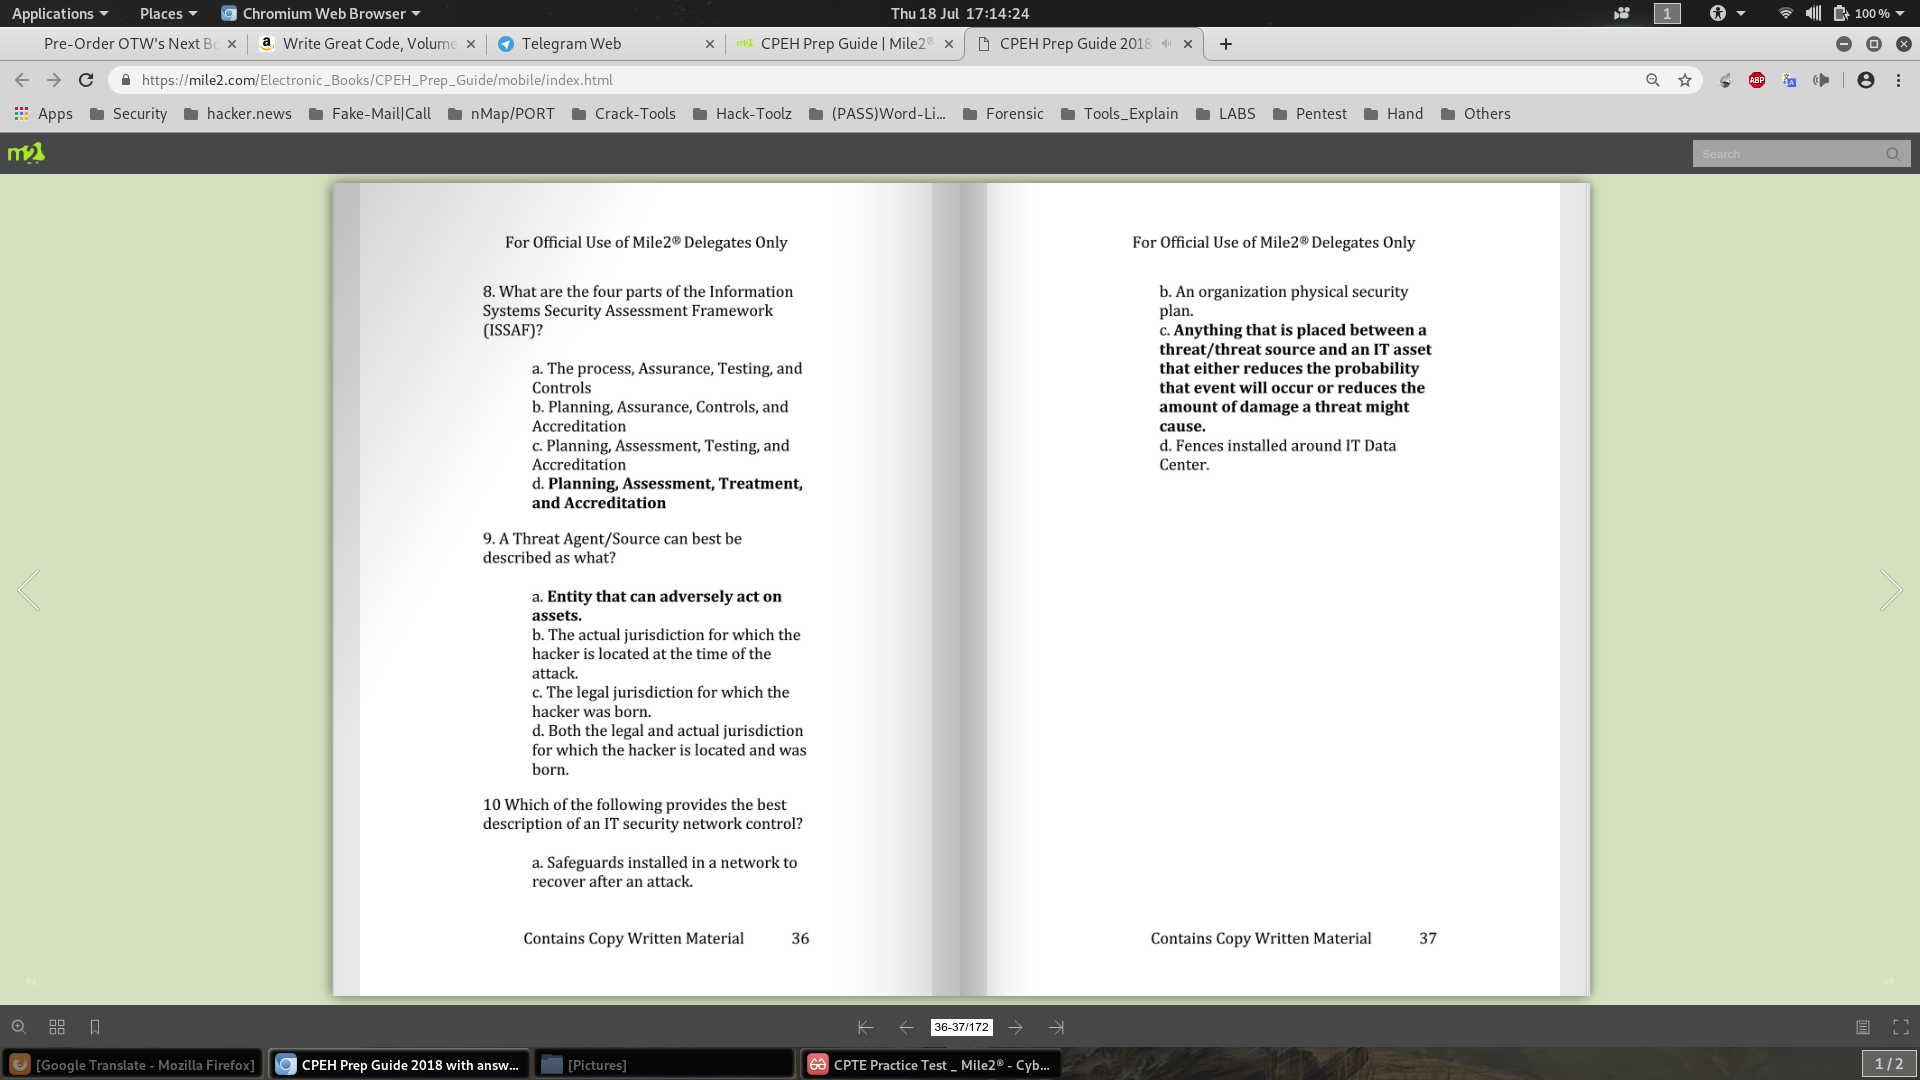 Applications Places Chromium Web Browser Thu 18 Jul 17:14:24 1 100 %
Pre-Order OTW's Next Bo Write Great Code, Volume Telegram Web CPEH Prep Guide | Mile2® CPEH Prep Guide 2018
https://mile2.com/Electronic_Books/CPEH_Prep_Guide/mobile/index.html ABP
Apps Security hacker.news Fake-Mail|Call nMap/PORT Crack-Tools Hack-Toolz (PASS)Word-Li... Forensic Tools_Explain LABS Pentest Hand Others
m2 Search
For Official Use of Mile2® Delegates Only
8. What are the four parts of the Information
Systems Security Assessment Framework
(ISSAF)?
a. The process, Assurance, Testing, and
Controls
b. Planning, Assurance, Controls, and
Accreditation
c. Planning, Assessment, Testing, and
Accreditation
d. Planning, Assessment, Treatment,
and Accreditation
9. A Threat Agent/Source can best be
described as what?
a. Entity that can adversely act on
assets.
b. The actual jurisdiction for which the
hacker is located at the time of the
attack.
c. The legal jurisdiction for which the
hacker was born.
d. Both the legal and actual jurisdiction
for which the hacker is located and was
born.
10 Which of the following provides the best
description of an IT security network control?
a. Safeguards installed in a network to
recover after an attack.
Contains Copy Written Material 36
For Official Use of Mile2® Delegates Only
b. An organization physical security
plan.
c. Anything that is placed between a
threat/threat source and an IT asset
that either reduces the probability
that event will occur or reduces the
amount of damage a threat might
cause.
d. Fences installed around IT Data
Center.
Contains Copy Written Material 37
36-37/172
[Google Translate - Mozilla Firefox] CPEH Prep Guide 2018 with answ... [Pictures] CPTE Practice Test _ Mile2® - Cyb... 1 / 2